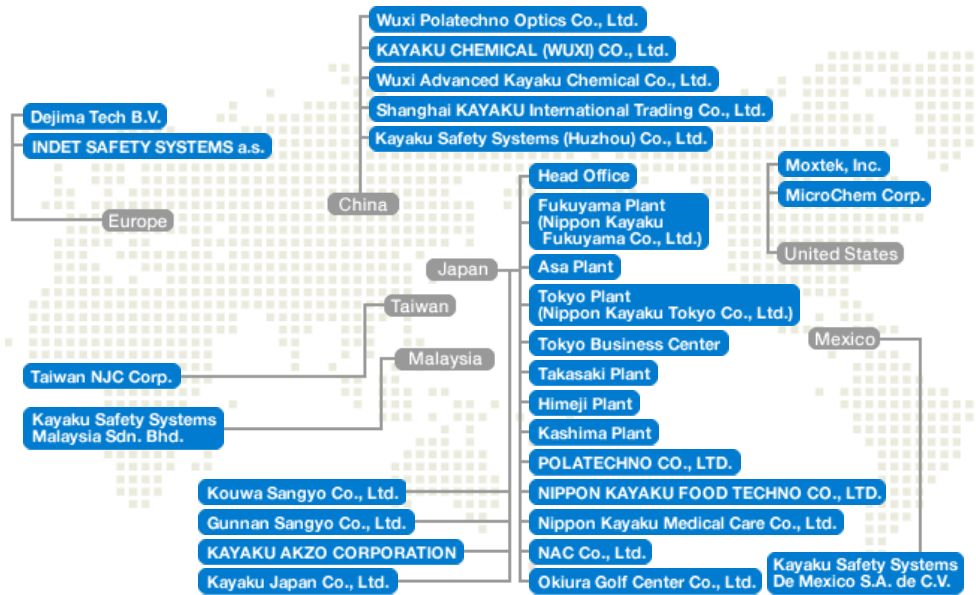 Wuxi Polatechno Optics Co., Ltd.
KAYAKU CHEMICAL (WUXI) CO., Ltd.
Wuxi Advanced Kayaku Chemical Co., Ltd.
Shanghai KAYAKU International Trading Co., Ltd.
Kayaku Safety Systems (Huzhou) Co., Ltd.
China
Dejima Tech B.V.
INDET SAFETY SYSTEMS a.s.
Europe
Moxtek, Inc.
MicroChem Corp.
United States
Japan
Head Office
Fukuyama Plant
(Nippon Kayaku
Fukuyama Co., Ltd.)
Asa Plant
Tokyo Plant
(Nippon Kayaku Tokyo Co., Ltd.)
Tokyo Business Center
Takasaki Plant
Himeji Plant
Kashima Plant
POLATECHNO CO., LTD.
NIPPON KAYAKU FOOD TECHNO CO., LTD.
Nippon Kayaku Medical Care Co., Ltd.
NAC Co., Ltd.
Okiura Golf Center Co., Ltd.
Kouwa Sangyo Co., Ltd.
Gunnan Sangyo Co., Ltd.
KAYAKU AKZO CORPORATION
Kayaku Japan Co., Ltd.
Taiwan
Taiwan NJC Corp.
Malaysia
Kayaku Safety Systems
Malaysia Sdn. Bhd.
Mexico
Kayaku Safety Systems
De Mexico S.A. de C.V.